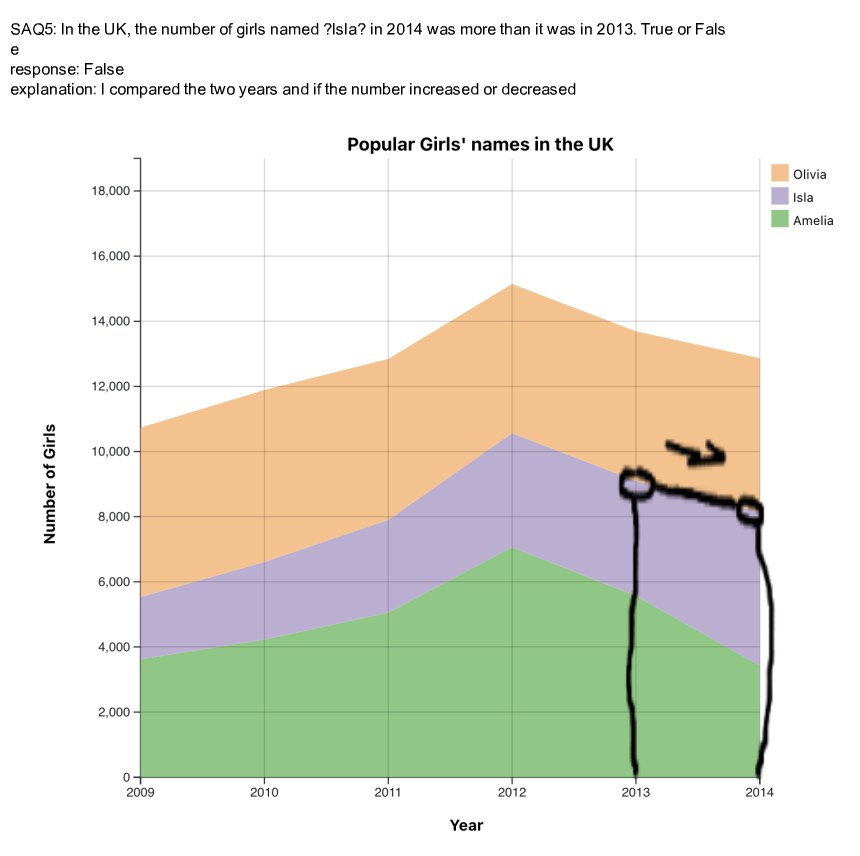 SAQ5: In the UK, the number of girls named ?Isla? in 2014 was more than it was in 2013. True or Fals
e
response: False
explanation: I compared the two years and if the number increased or decreased
Popular Girls' names in the UK
Olivia
Isla
Amelia
18,000
16,000
14,000
12,000
10,000
8,000
6,000
4,000
2,000
0
Number of Girls
2009 2010 2011 2012 2013 2014
Year